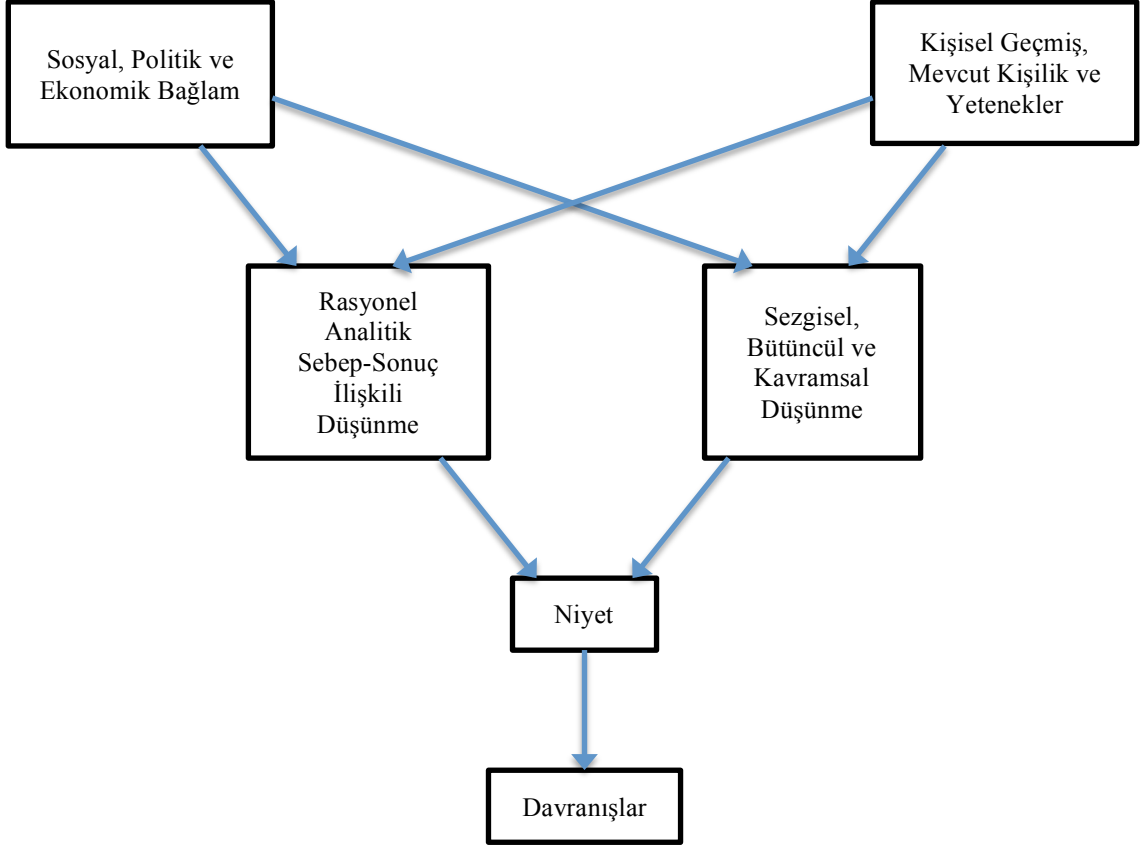 Sosyal, Politik ve
Ekonomik Bağlam
Kişisel Geçmiş,
Mevcut Kişilik ve
Yetenekler
Rasyonel
Analitik
Sebep-Sonuç
İlişkili
Düşünme
Sezgisel,
Bütüncül ve
Kavramsal
Düşünme
Niyet
Davranışlar